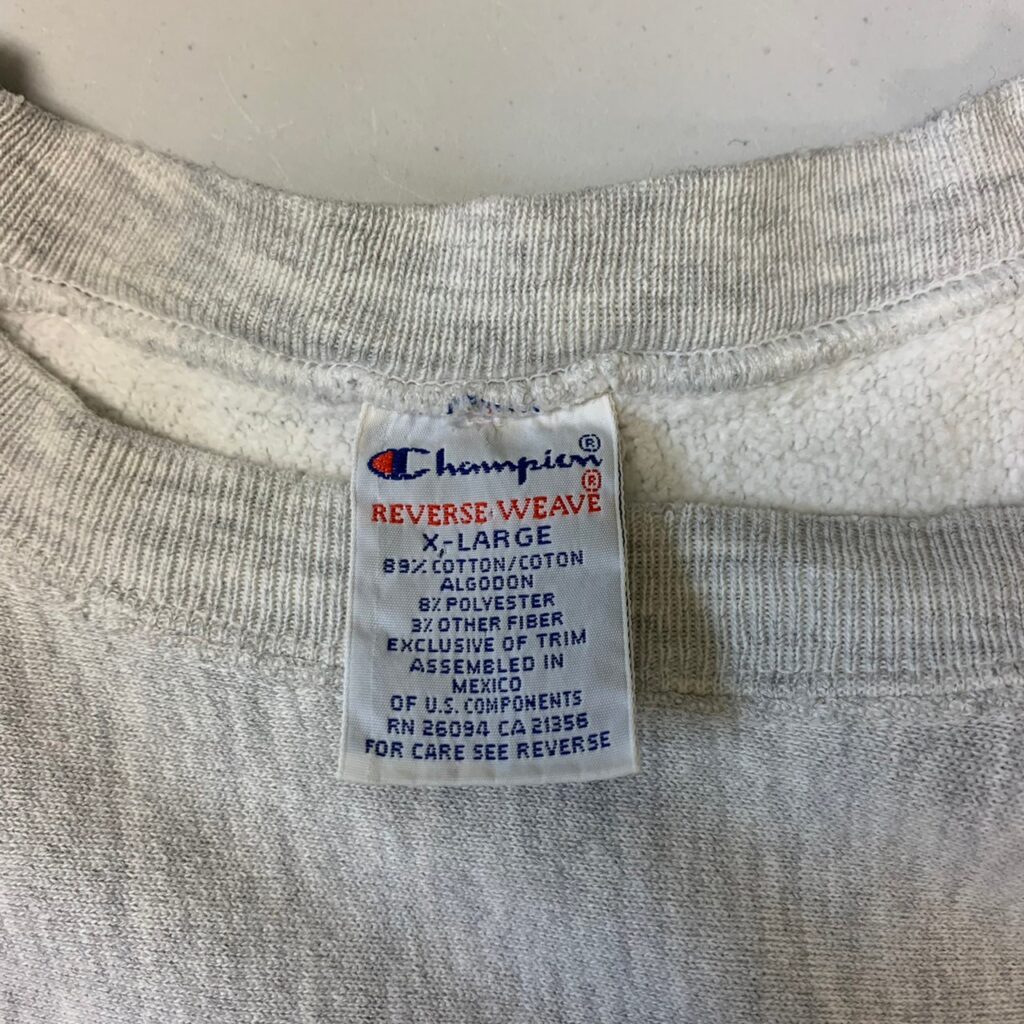 Champion®
REVERSE WEAVE®
X-LARGE
89% COTTON/COTON
ALGODON
8% POLYESTER
3% OTHER FIBER
EXCLUSIVE OF TRIM
ASSEMBLED IN
MEXICO
OF U.S. COMPONENTS
RN 26094 CA 21356
FOR CARE SEE REVERSE